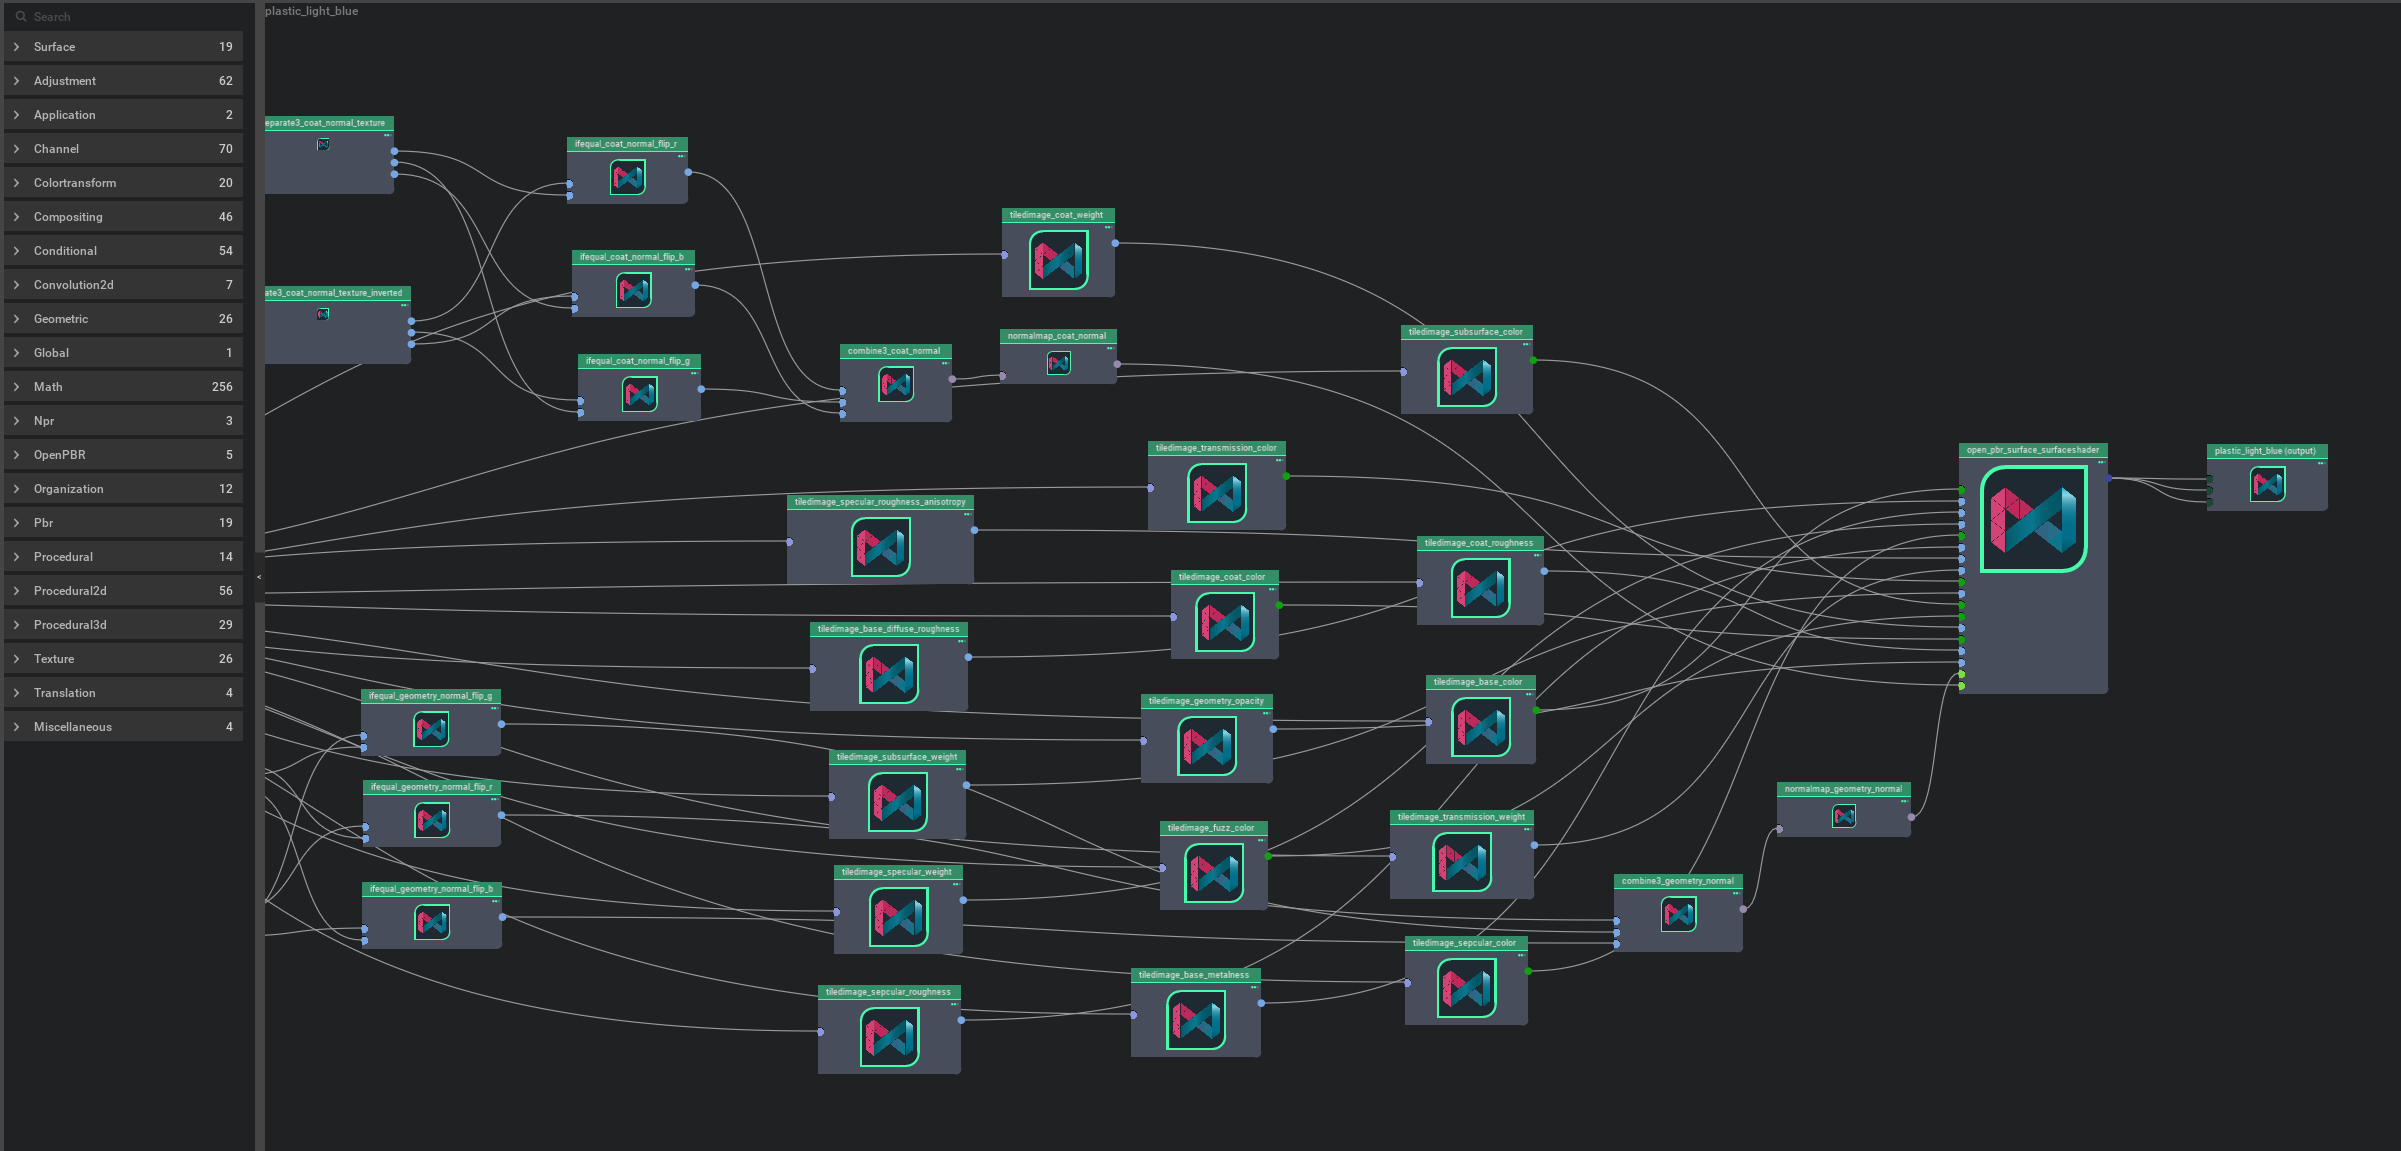 Search
Surface 19
Adjustment 62
Application 2
Channel 70
Colortransform 20
Compositing 46
Conditional 54
Convolution2d 7
Geometric 26
Global 1
Math 256
Npr 3
OpenPBR 5
Organization 12
Pbr 19
Procedural 14
Procedural2d 56
Procedural3d 29
Texture 26
Translation 4
Miscellaneous 4
<
plastic_light_blue
eparate3_coat_normal_texture
ifequal_coat_normal_flip_r
tiledimage_coat_weight
ifequal_coat_normal_flip_b
ate3_coat_normal_texture_inverted
tiledimage_subsurface_color
normalmap_coat_normal
combine3_coat_normal
ifequal_coat_normal_flip_g
tiledimage_transmission_color
open_pbr_surface_surfaceshader
plastic_light_blue (output)
tiledimage_specular_roughness_anisotropy
tiledimage_coat_roughness
tiledimage_coat_color
tiledimage_base_diffuse_roughness
tiledimage_base_color
ifequal_geometry_normal_flip_g
tiledimage_geometry_opacity
tiledimage_subsurface_weight
ifequal_geometry_normal_flip_r
normalmap_geometry_normal
tiledimage_transmission_weight
tiledimage_fuzz_color
tiledimage_specular_weight
combine3_geometry_normal
ifequal_geometry_normal_flip_b
tiledimage_sepcular_color
tiledimage_base_metalness
tiledimage_sepcular_roughness